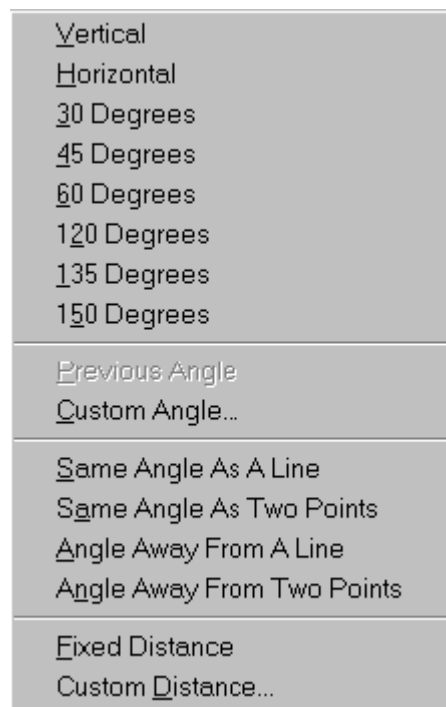 Vertical
Horizontal
30 Degrees
45 Degrees
60 Degrees
120 Degrees
135 Degrees
150 Degrees
Previous Angle
Custom Angle...
Same Angle As A Line
Same Angle As Two Points
Angle Away From A Line
Angle Away From Two Points
Fixed Distance
Custom Distance...